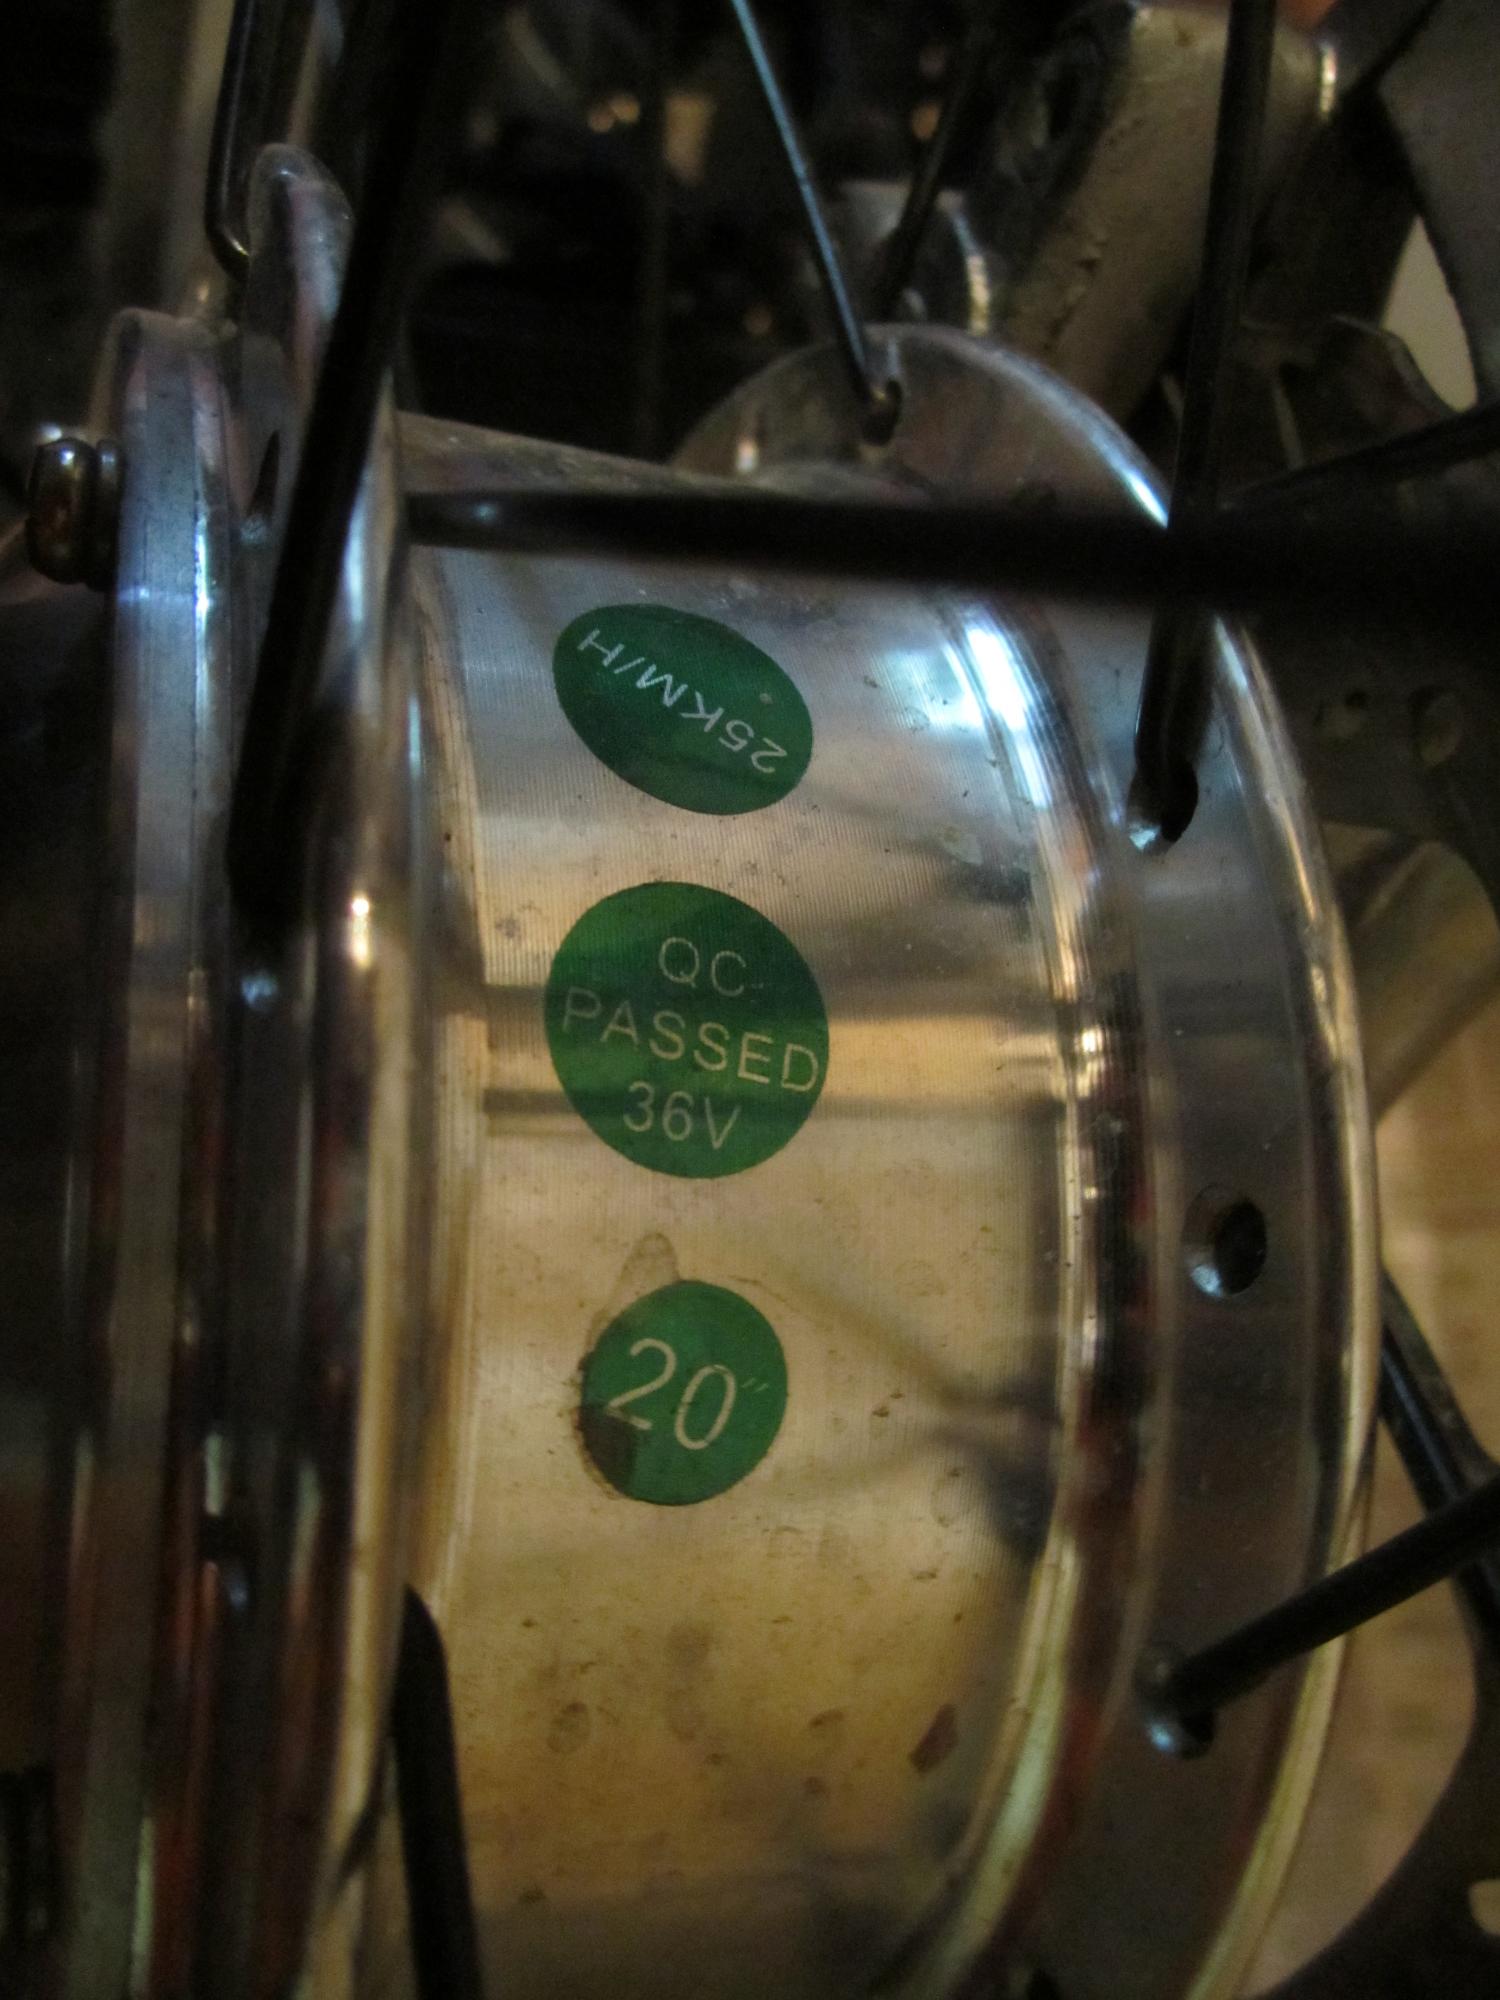 25KM/H
QC
PASSED
36V
20"